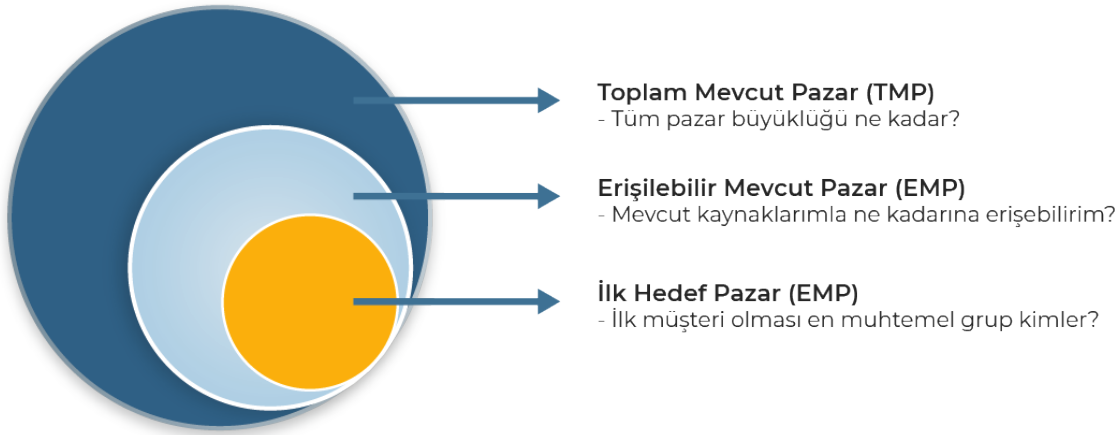 Toplam Mevcut Pazar (TMP)
- Tüm pazar büyüklüğü ne kadar?
Erişilebilir Mevcut Pazar (EMP)
- Mevcut kaynaklarımla ne kadarına erişebilirim?
İlk Hedef Pazar (EMP)
- İlk müşteri olması en muhtemel grup kimler?